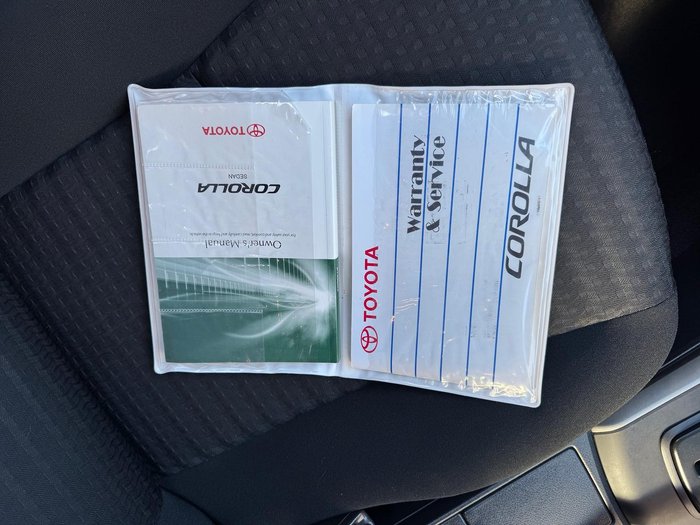 TOYOTA
COROLLA
SEDAN
Owner's Manual
TOYOTA
Warranty
& Service
COROLLA